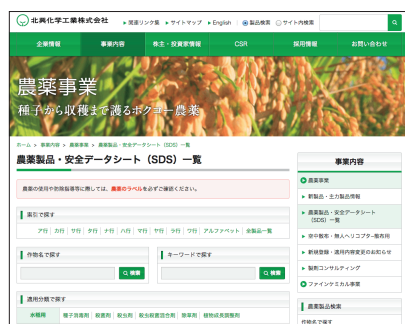 北興化学工業株式会社
関連リンク集 サイトマップ English 製品検索 サイト内検索
企業情報 事業内容 株主・投資家情報 CSR 採用情報 お問い合わせ
農薬事業
種子から収穫まで護るホクコー農薬
ホーム > 事業内容 > 農薬事業 > 農薬製品・安全データシート（SDS）一覧
農薬製品・安全データシート（SDS）一覧
農薬の使用や防除指導等に際しては、農薬のラベルを必ずご確認ください。
索引で探す
ア行 カ行 サ行 タ行 ナ行 ハ行 マ行 ヤ行 ラ行 ワ行 アルファベット 全製品一覧
作物名で探す
キーワードで探す
検索
検索
適用分類で探す
水稲用 種子消毒剤 殺菌剤 殺虫剤 殺虫殺菌混合剤 除草剤 植物成長調整剤
事業内容
農薬事業
新製品・主力製品情報
農薬製品・安全データシート
（SDS）一覧
空中散布・無人ヘリコプター散布用
新規登録・適用内容変更のお知らせ
製剤コンサルティング
ファインケミカル事業
農薬製品検索
作物名で探す